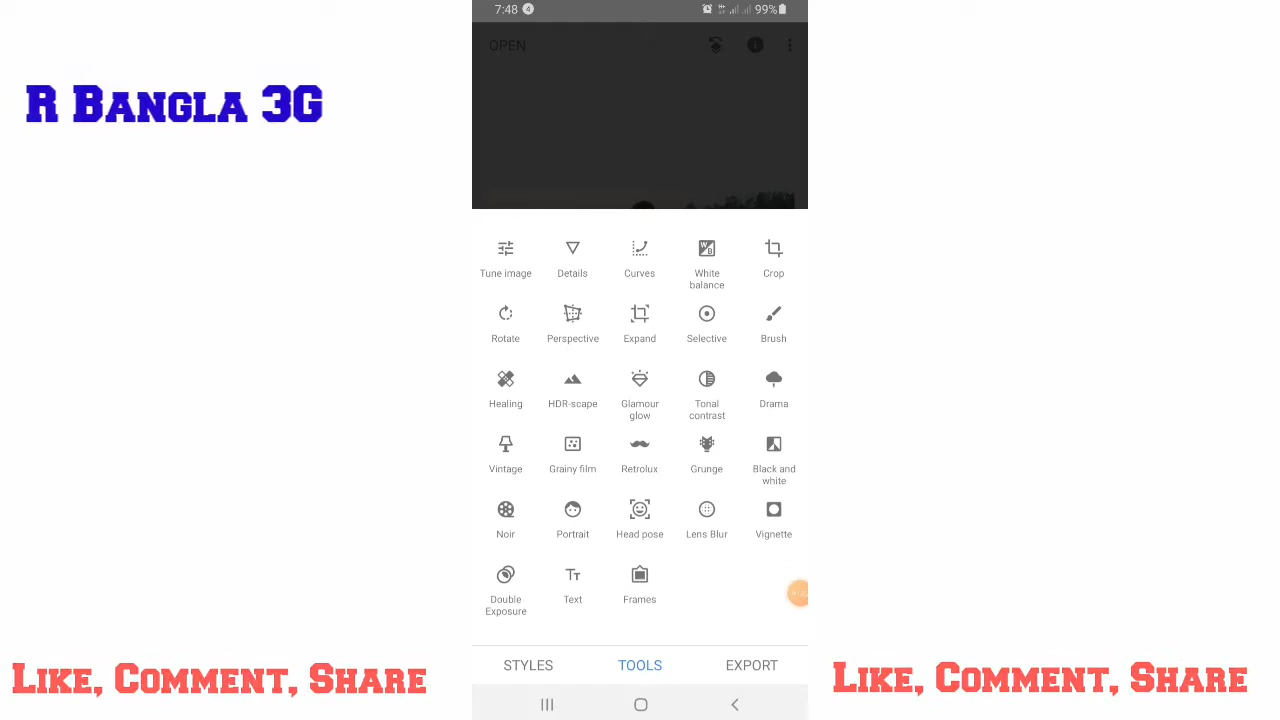 7:48 4
99%
OPEN
R Bangla 3G
Tune image
Details
Curves
White
balance
Crop
Rotate
Perspective
Expand
Selective
Brush
Healing
HDR-scape
Glamour
glow
Tonal
contrast
Drama
Vintage
Grainy film
Retrolux
Grunge
Black and
white
Noir
Portrait
Head pose
Lens Blur
Vignette
Double
Exposure
Text
Frames
STYLES
TOOLS
EXPORT
Like, Comment, Share
Like, Comment, Share